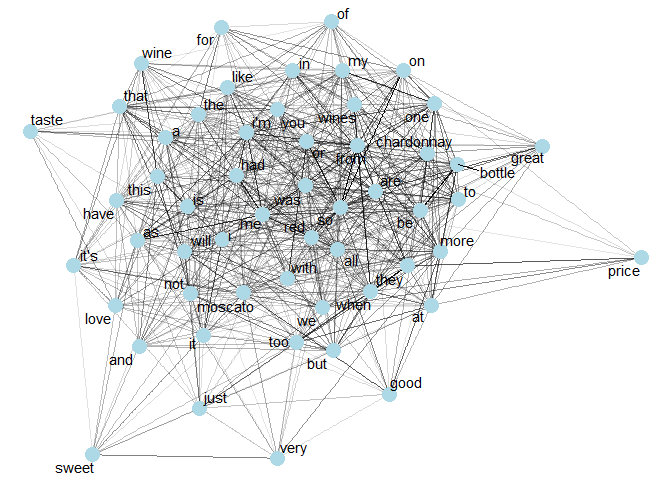 of
for
wine
in
my
on
like
that
the
taste
i'm
you
wines
one
a
chardonnay
or
from
great
had
bottle
this
are
to
have
is
was
me
so
be
as
red
will
i
more
it's
all
with
they
price
not
moscato
when
love
we
at
it
too
and
but
good
just
very
sweet